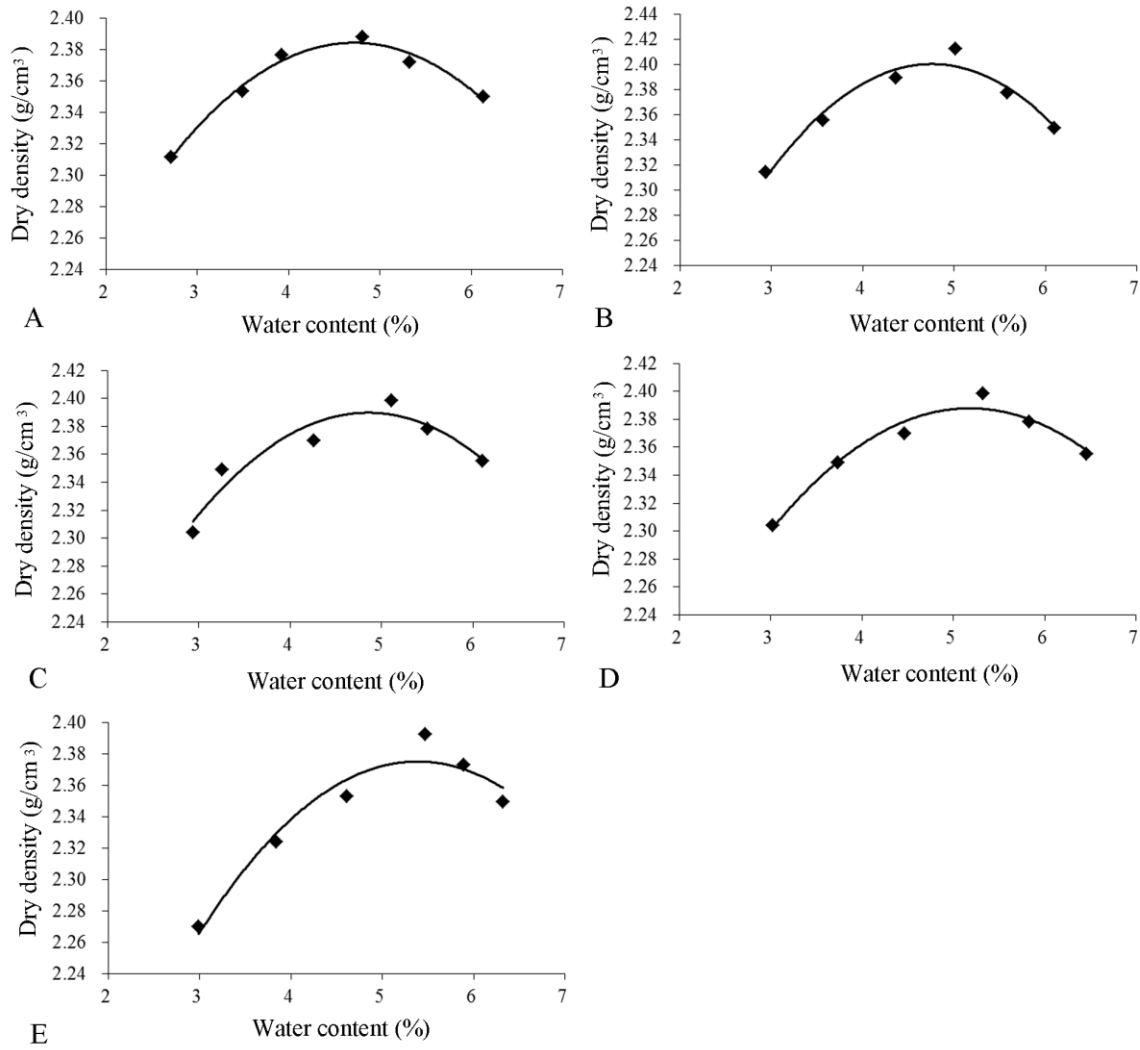 Dry density (g/cm³)
2.40
2.38
2.36
2.34
2.32
2.30
2.28
2.26
2.24
2 3 4 5 6 7
Water content (%)
A
Dry density (g/cm³)
2.44
2.42
2.40
2.38
2.36
2.34
2.32
2.30
2.28
2.26
2.24
2 3 4 5 6 7
Water content (%)
B
Dry density (g/cm³)
2.42
2.40
2.38
2.36
2.34
2.32
2.30
2.28
2.26
2.24
2 3 4 5 6 7
Water content (%)
C
Dry density (g/cm³)
2.42
2.40
2.38
2.36
2.34
2.32
2.30
2.28
2.26
2.24
2 3 4 5 6 7
Water content (%)
D
Dry density (g/cm³)
2.40
2.38
2.36
2.34
2.32
2.30
2.28
2.26
2.24
2 3 4 5 6 7
Water content (%)
E